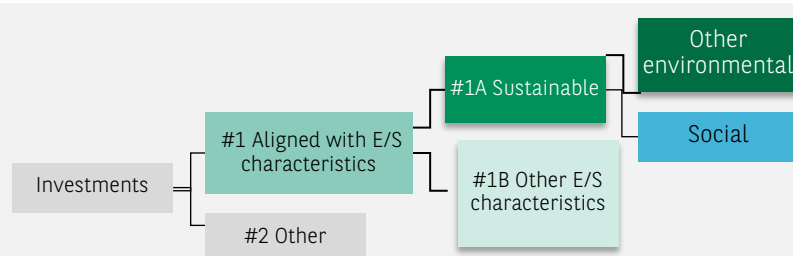 Other
environmental
#1A Sustainable
Social
#1 Aligned with E/S
characteristics
#1B Other E/S
characteristics
Investments
#2 Other